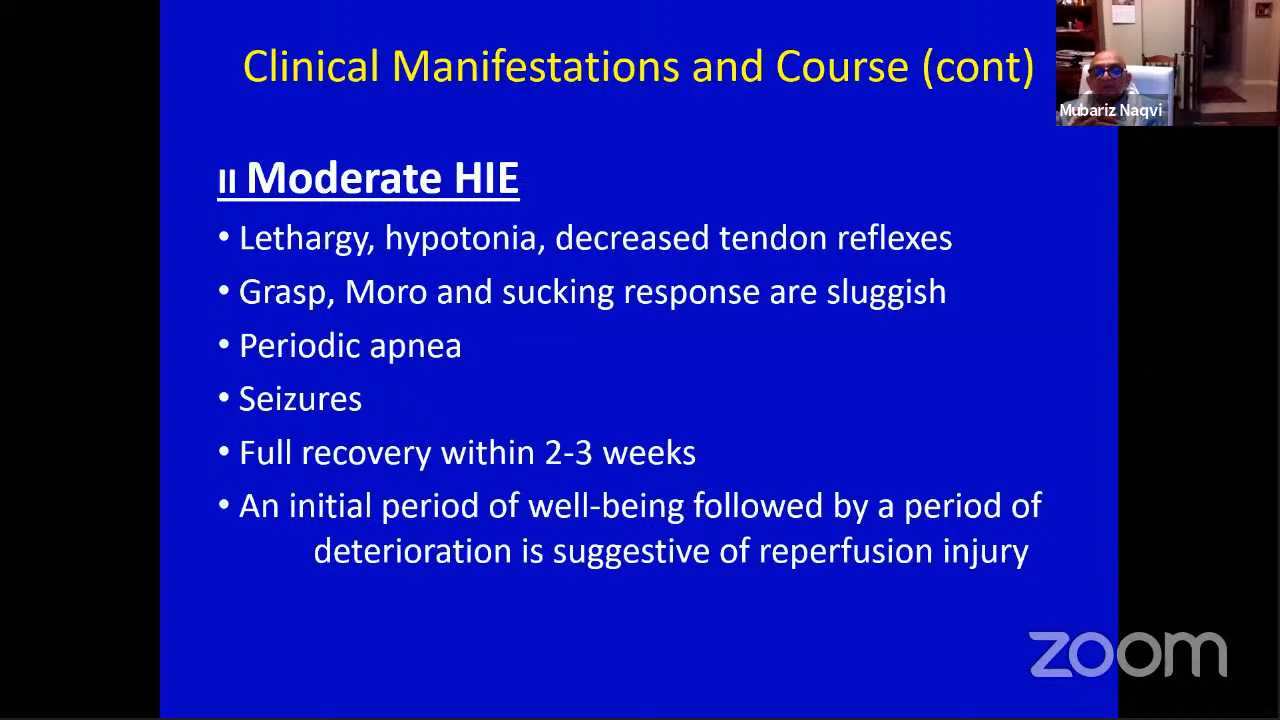 Clinical Manifestations and Course (cont)
Mubariz Naqvi
II Moderate HIE
• Lethargy, hypotonia, decreased tendon reflexes
• Grasp, Moro and sucking response are sluggish
• Periodic apnea
• Seizures
• Full recovery within 2-3 weeks
• An initial period of well-being followed by a period of
deterioration is suggestive of reperfusion injury
zoom